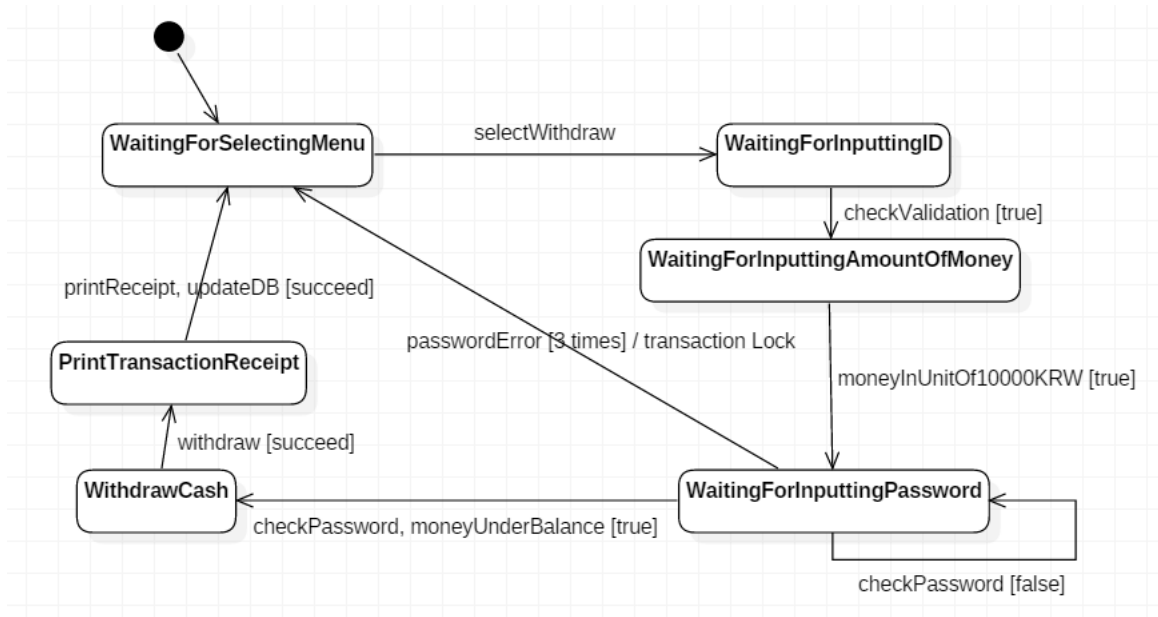 selectWithdraw
WaitingForSelectingMenu
WaitingForInputtingID
checkValidation [true]
WaitingForInputtingAmountOfMoney
printReceipt, updateDB [succeed]
passwordError [3 times] / transaction Lock
PrintTransactionReceipt
moneyInUnitOf10000KRW [true]
withdraw [succeed]
WithdrawCash
WaitingForInputtingPassword
checkPassword, moneyUnderBalance [true]
checkPassword [false]